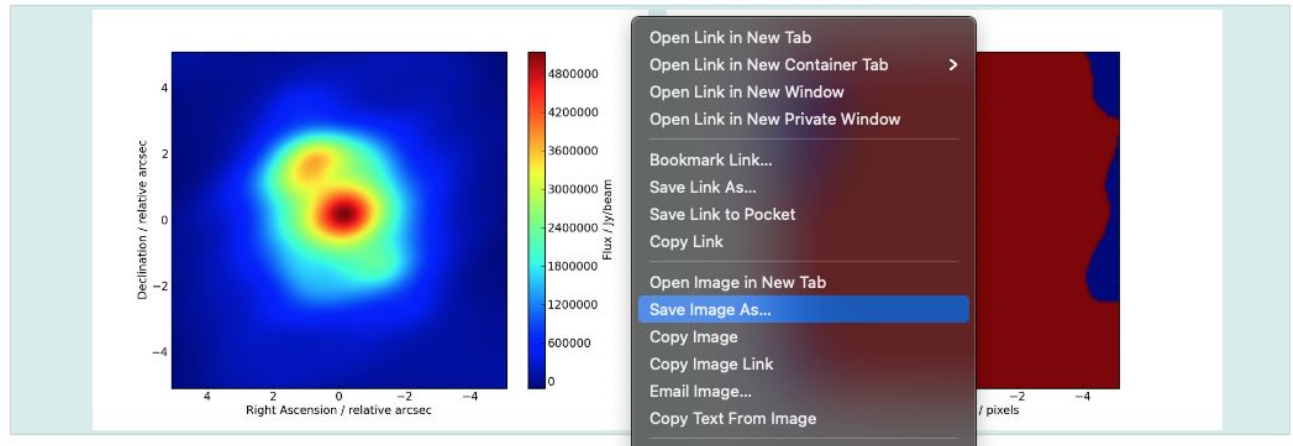 4
2
0
−2
−4
Declination / relative arcsec
4 2 0 −2 −4
Right Ascension / relative arcsec
4800000
4200000
3600000
3000000
2400000
1800000
1200000
600000
0
Flux / Jy/beam
Open Link in New Tab
Open Link in New Container Tab
Open Link in New Window
Open Link in New Private Window
Bookmark Link...
Save Link As...
Save Link to Pocket
Copy Link
Open Image in New Tab
Save Image As...
Copy Image
Copy Image Link
Email Image...
Copy Text From Image
−2 −4
/ pixels